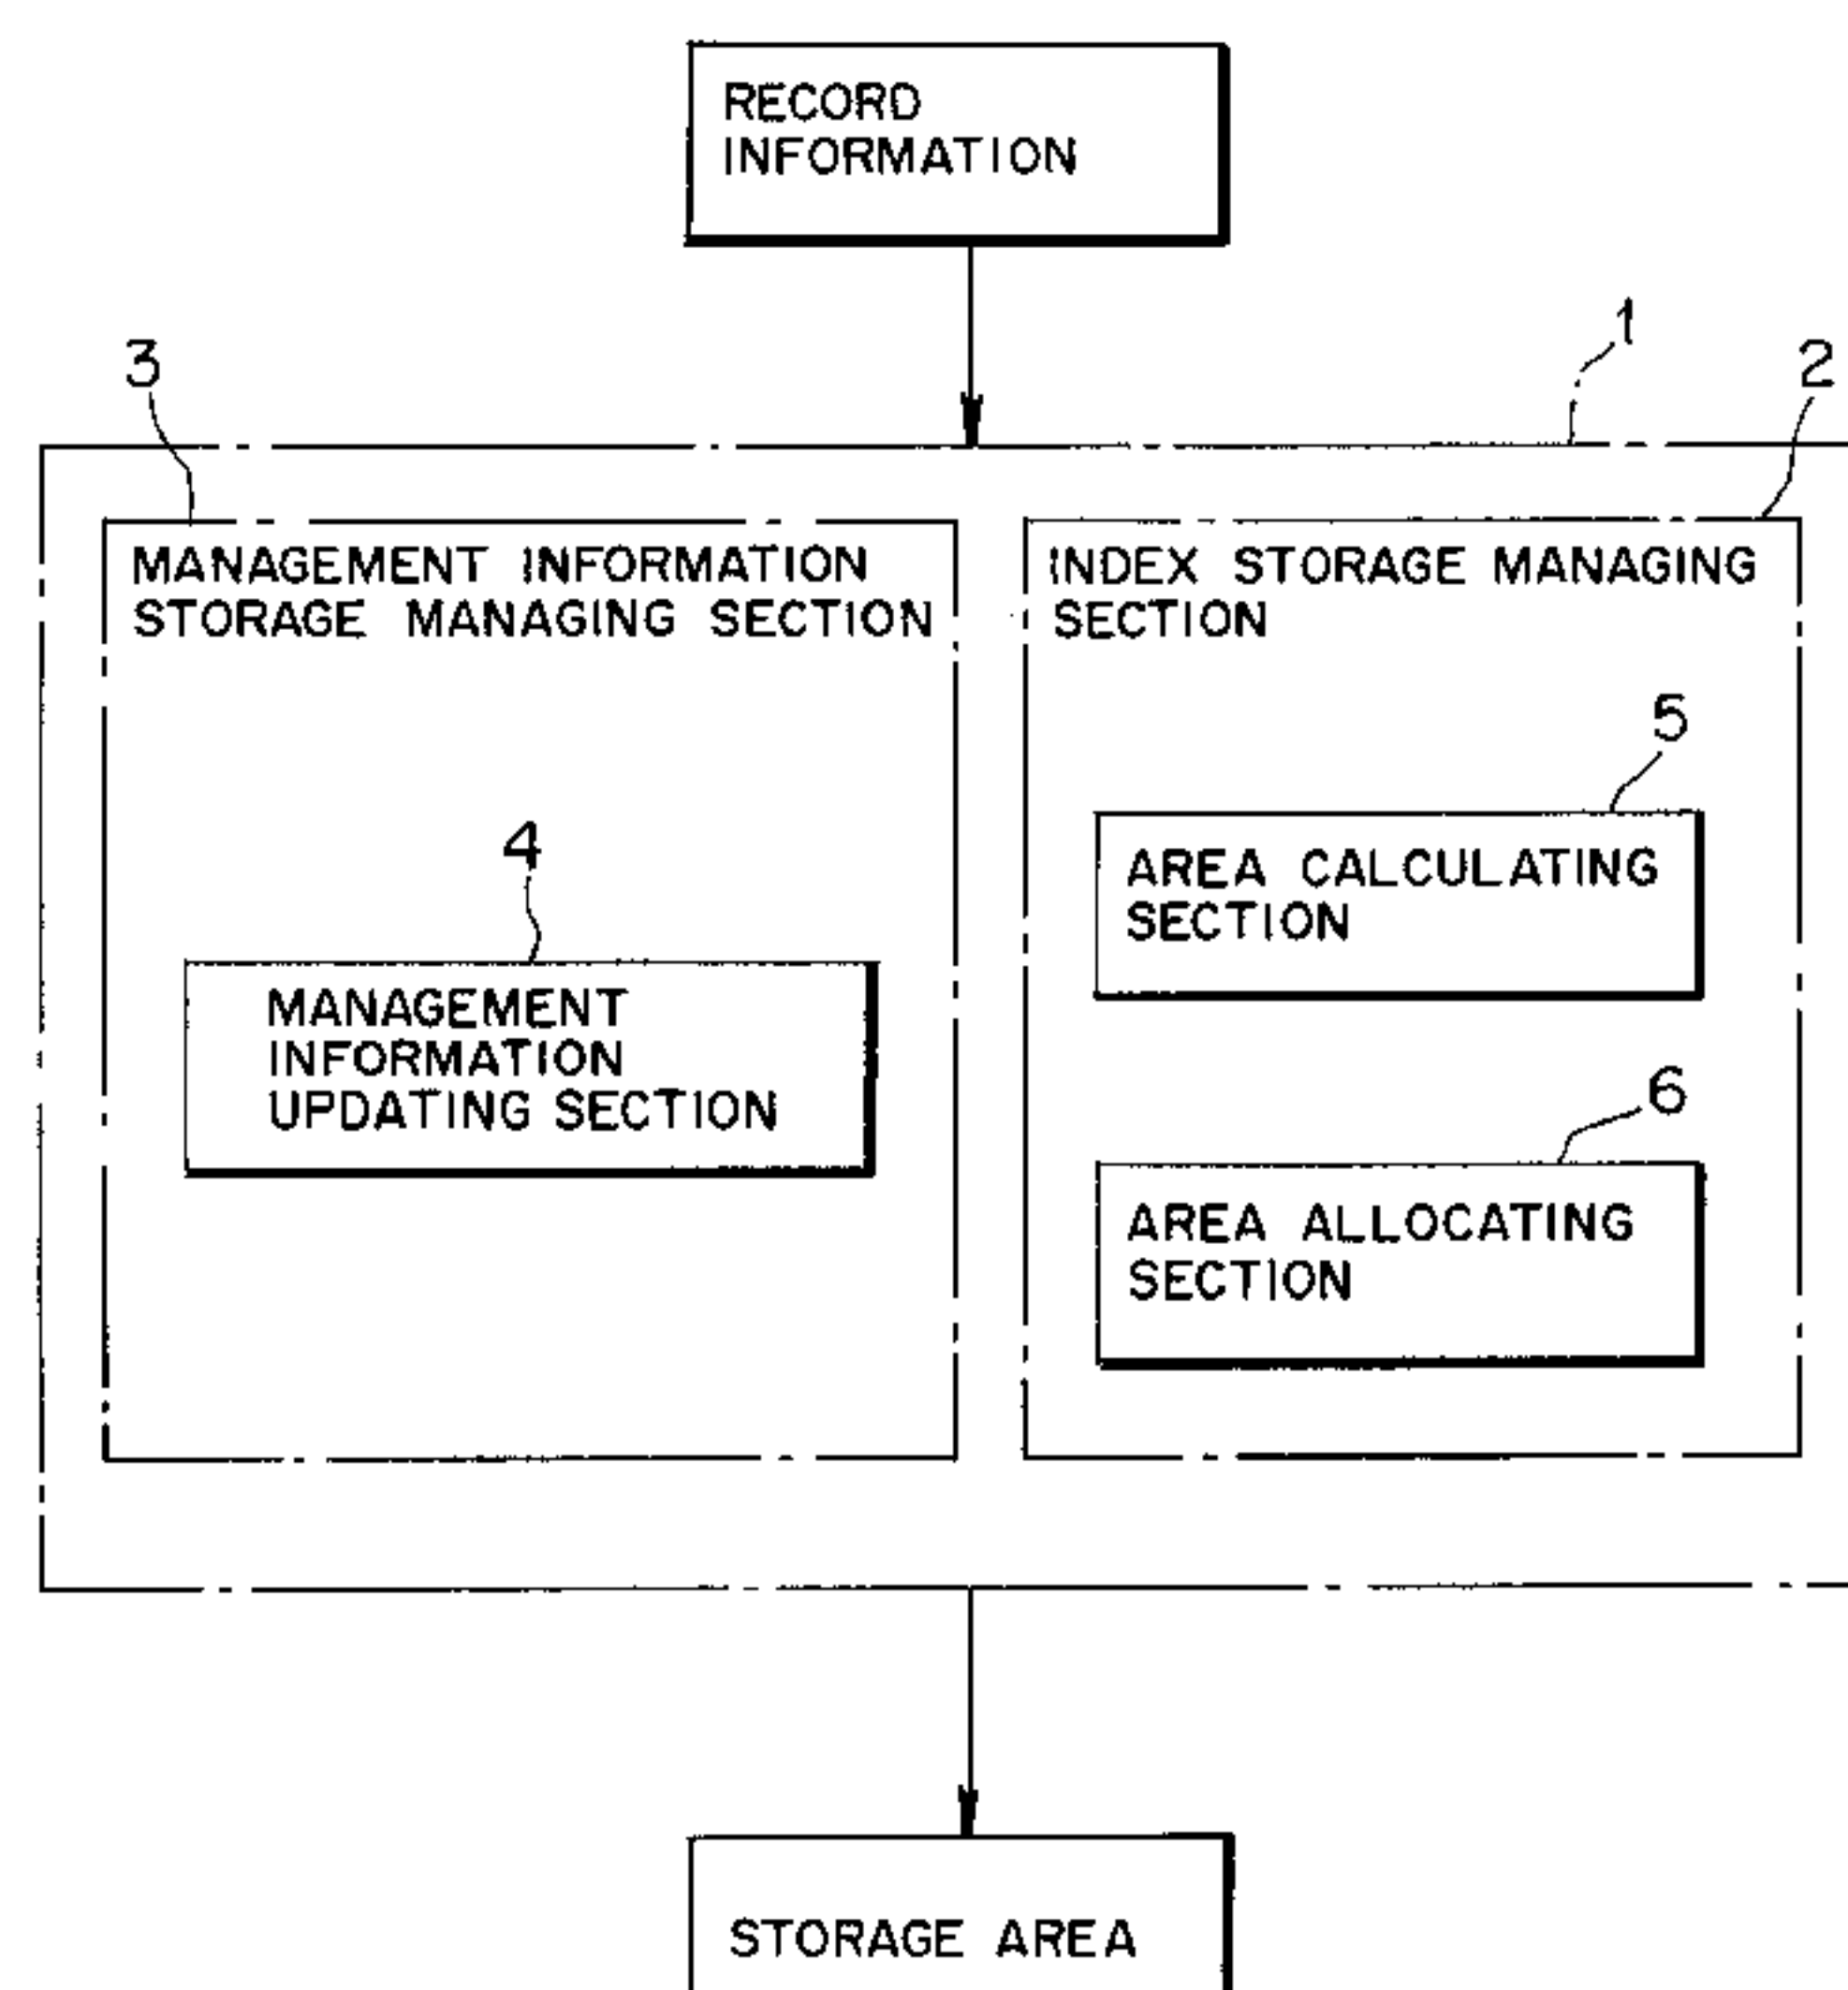 RECORD
INFORMATION
1
3
2
MANAGEMENT INFORMATION
STORAGE MANAGING SECTION
INDEX STORAGE MANAGING
SECTION
5
AREA CALCULATING
SECTION
4
MANAGEMENT
INFORMATION
UPDATING SECTION
6
AREA ALLOCATING
SECTION
STORAGE AREA